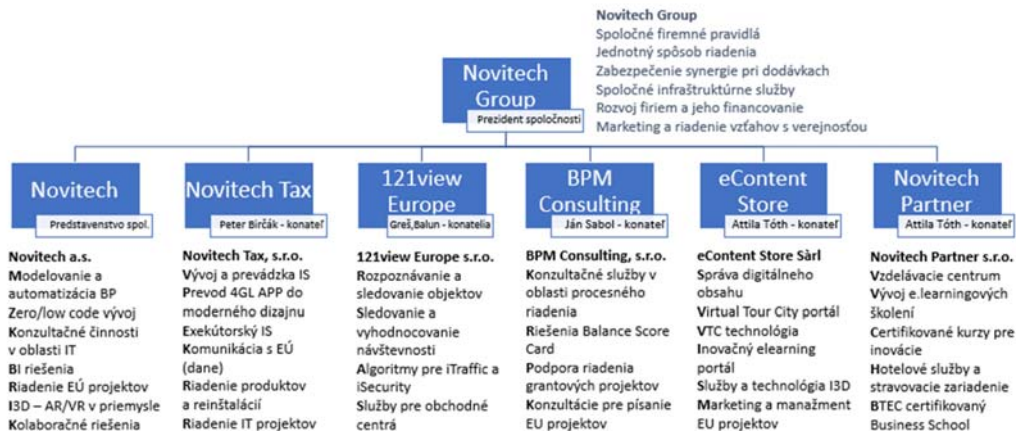 Novitech Group
Spoločné firemné pravidlá
Jednotný spôsob riadenia
Zabezpečenie synergie pri dodávkach
Spoločné infraštruktúrne služby
Rozvoj firiem a jeho financovanie
Marketing a riadenie vzťahov s verejnosťou
Novitech
Group
Prezident spoločnosti
Novitech
Predstavenstvo spol.
Novitech a.s.
Modelovanie a
automatizácia BP
Zero/low code vývoj
Konzultačné činnosti
v oblasti IT
BI riešenia
Riadenie EÚ projektov
I3D – AR/VR v priemysle
Kolaboračné riešenia
Novitech Tax
Peter Birčák - konateľ
Novitech Tax, s.r.o.
Vývoj a prevádzka IS
Prevod 4GL APP do
moderného dizajnu
Exekútorský IS
Komunikácia s EÚ
(dane)
Riadenie produktov
a reinštalácií
Riadenie IT projektov
121view
Europe
Greš,Balun - konatelia
121view Europe s.r.o.
Rozpoznávanie a
sledovanie objektov
Sledovanie a
vyhodnocovanie
návštevnosti
Algoritmy pre iTraffic a
iSecurity
Služby pre obchodné
centrá
BPM
Consulting
Ján Sabol - konateľ
BPM Consulting, s.r.o.
Konzultačné služby v
oblasti procesného
riadenia
Riešenia Balance Score
Card
Podpora riadenia
grantových projektov
Konzultácie pre písanie
EU projektov
eContent
Store
Attila Tóth - konateľ
eContent Store Sàrl
Správa digitálneho
obsahu
Virtual Tour City portál
VTC technológia
Inovačný elearning
portál
Služby a technológia I3D
Marketing a manažment
EU projektov
Novitech
Partner
Attila Tóth - konateľ
Novitech Partner s.r.o.
Vzdelávacie centrum
Vývoj e.learningových
školení
Certifikované kurzy pre
inovácie
Hotelové služby a
stravovacie zariadenie
BTEC certifikovaný
Business School